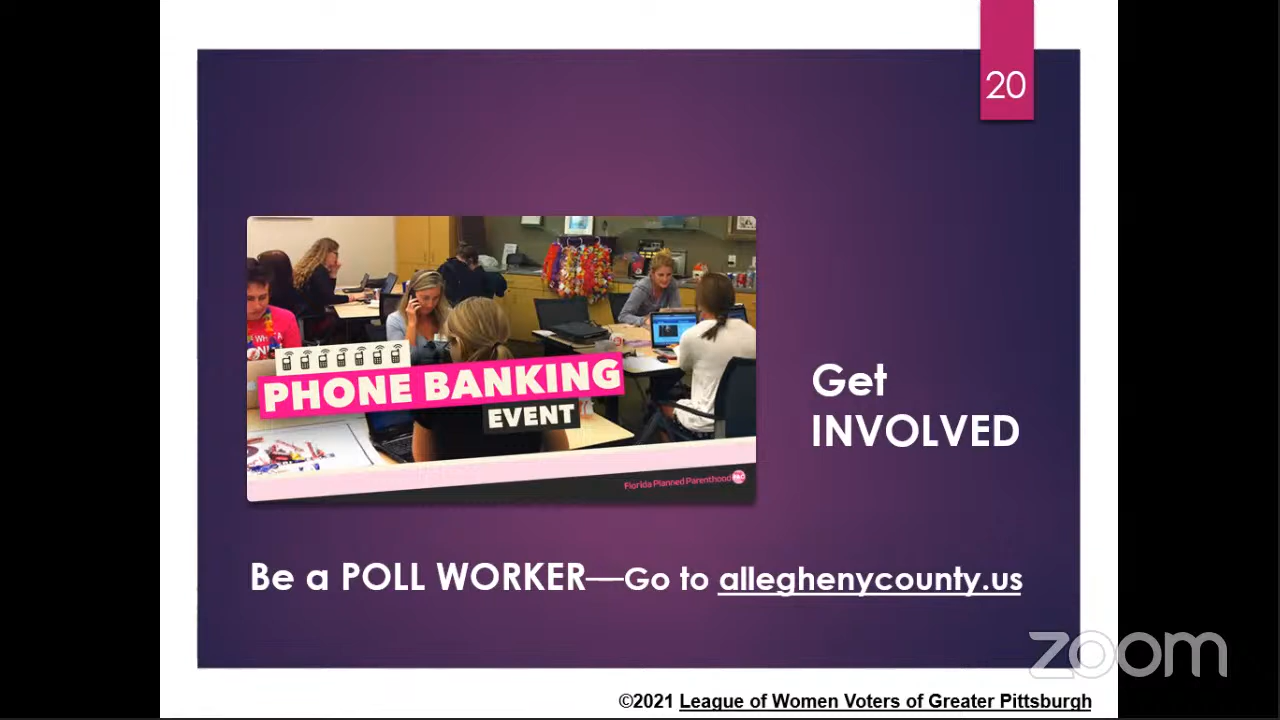 20
PHONE BANKING
EVENT
Florida Planned Parenthood
Get
INVOLVED
Be a POLL WORKER—Go to alleghenycounty.us
zoom
©2021 League of Women Voters of Greater Pittsburgh